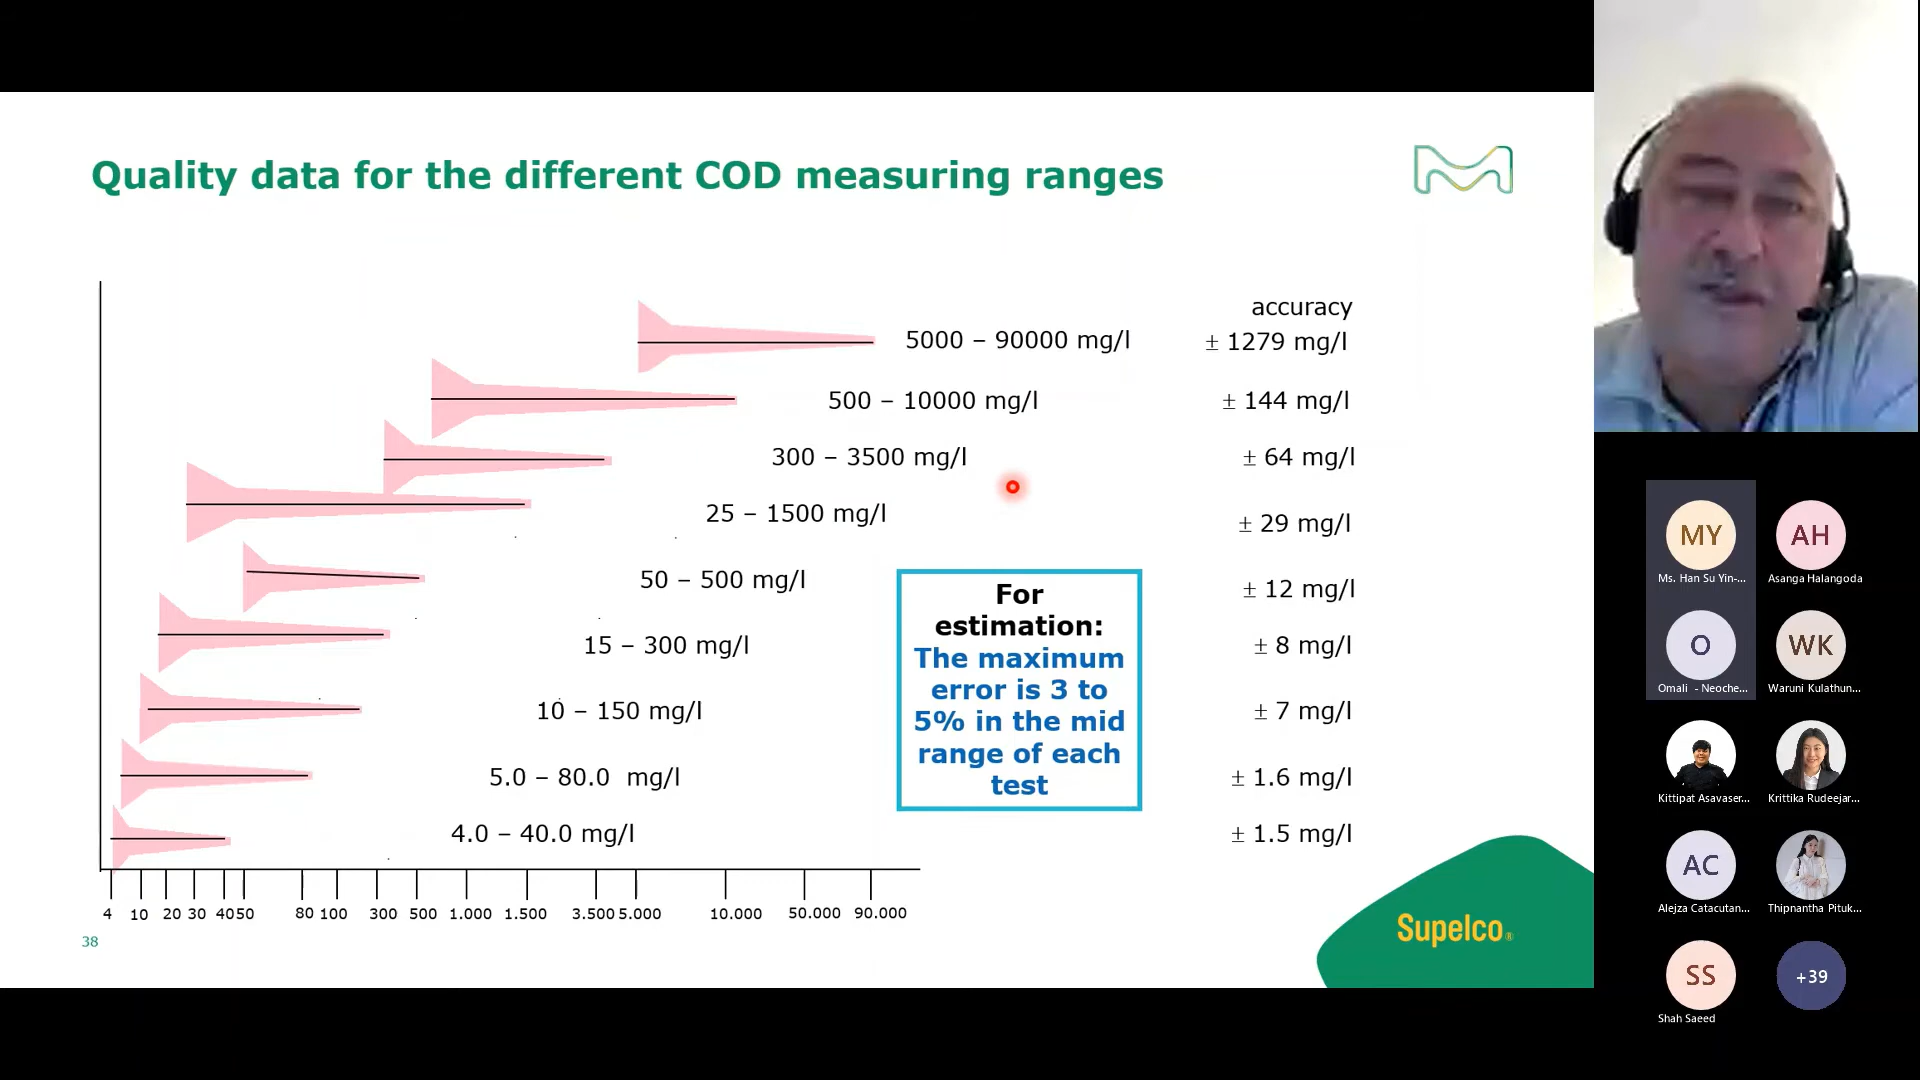 Quality data for the different COD measuring ranges
accuracy
5000 – 90000 mg/l ± 1279 mg/l
500 – 10000 mg/l ± 144 mg/l
300 – 3500 mg/l ± 64 mg/l
25 – 1500 mg/l ± 29 mg/l
50 – 500 mg/l ± 12 mg/l
15 – 300 mg/l ± 8 mg/l
10 – 150 mg/l ± 7 mg/l
5.0 – 80.0 mg/l ± 1.6 mg/l
4.0 – 40.0 mg/l ± 1.5 mg/l
For
estimation:
The maximum
error is 3 to
5% in the mid
range of each
test
4 10 20 30 40 50 80 100 300 500 1.000 1.500 3.500 5.000 10.000 50.000 90.000
38
Supelco®
MY AH
Ms. Han Su Yin-... Asanga Halangoda
O WK
Omali - Neoche... Waruni Kulathun...
Kittipat Asavaser... Krittika Rudeejar...
AC
Alejza Catacutan... Thipnantha Pituk...
SS +39
Shah Saeed